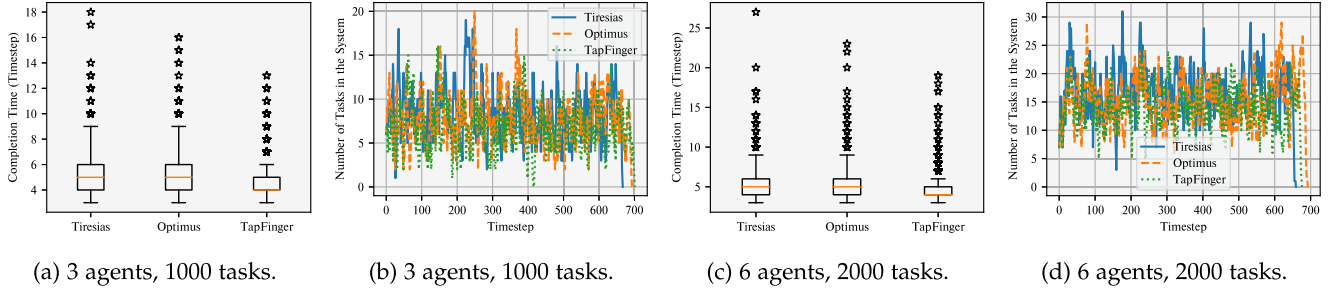 Completion Time (Timestep)
18
16
14
12
10
8
6
4
Tiresias
Optimus
TapFinger
(a) 3 agents, 1000 tasks.
Number of Tasks in the System
20
15
10
5
0
Tiresias
Optimus
TapFinger
0
100
200
300
400
500
600
700
Timestep
(b) 3 agents, 1000 tasks.
Completion Time (Timestep)
25
20
15
10
5
Tiresias
Optimus
TapFinger
(c) 6 agents, 2000 tasks.
Number of Tasks in the System
30
25
20
15
10
5
0
Tiresias
Optimus
TapFinger
0
100
200
300
400
500
600
700
Timestep
(d) 6 agents, 2000 tasks.